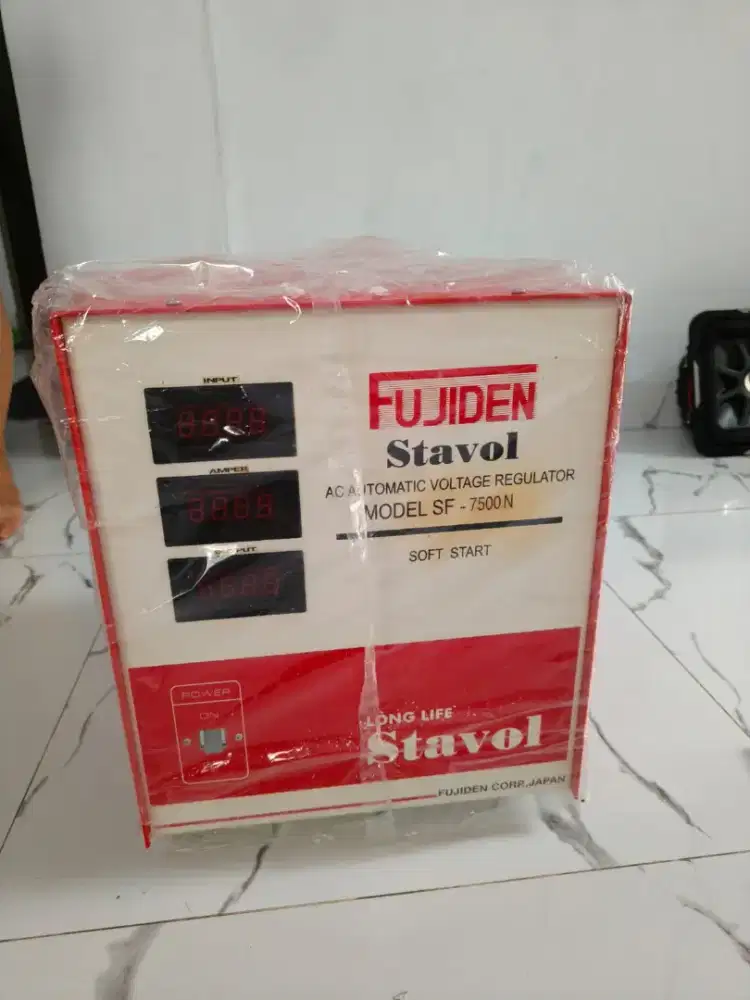 INPUT
AMPER
FUJIDEN
Stavol
AC AUTOMATIC VOLTAGE REGULATOR
MODEL SF - 7500 N
SOFT START
POWER
ON
LONG LIFE
Stavol
FUJIDEN CORP., JAPAN